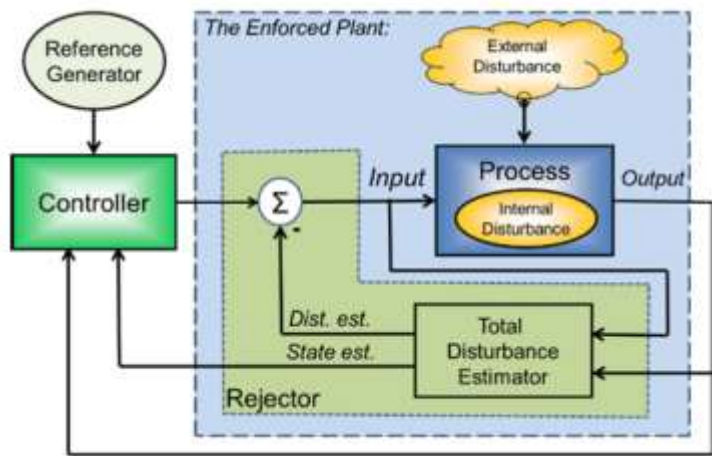 Reference
Generator
The Enforced Plant:
External
Disturbance
Controller
Σ
-
Input
Process
Internal
Disturbance
Output
Dist. est.
State est.
Total
Disturbance
Estimator
Rejector